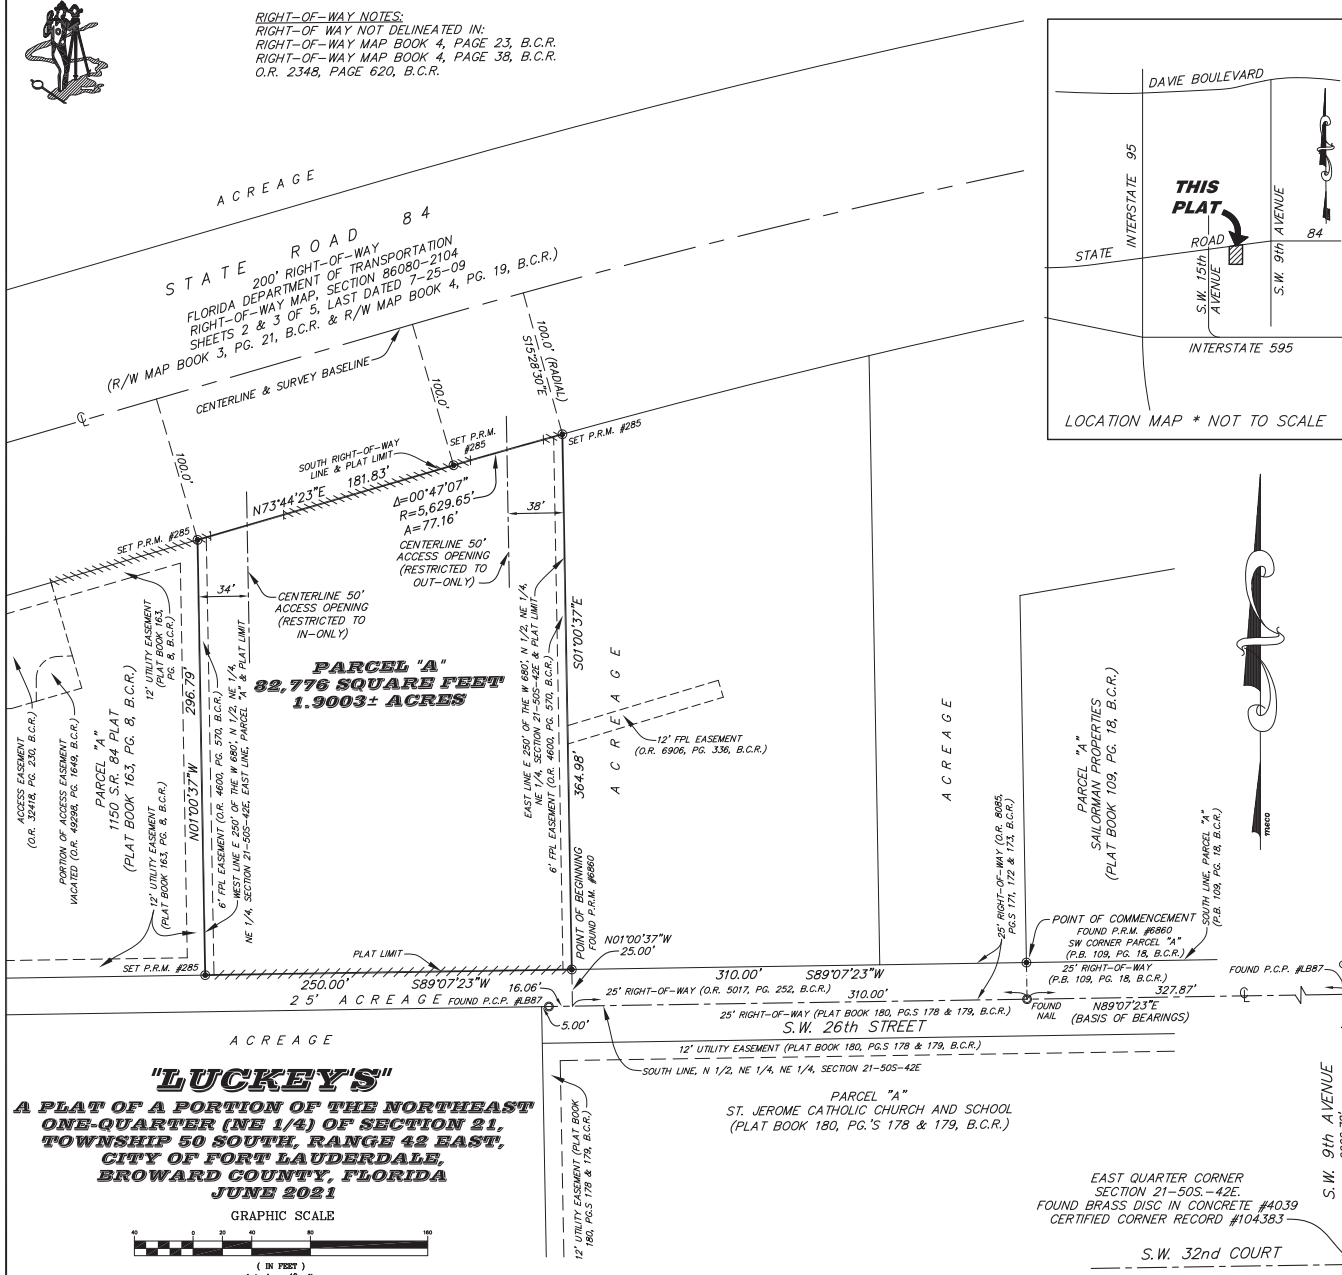 RIGHT-OF-WAY NOTES:
RIGHT-OF WAY NOT DELINEATED IN:
RIGHT-OF-WAY MAP BOOK 4, PAGE 23, B.C.R.
RIGHT-OF-WAY MAP BOOK 4, PAGE 38, B.C.R.
O.R. 2348, PAGE 620, B.C.R.
DAVIE BOULEVARD
INTERSTATE 95
THIS
PLAT
STATE
ROAD
84
S.W. 15th
AVENUE
S.W. 9th AVENUE
INTERSTATE 595
LOCATION MAP * NOT TO SCALE
ACREAGE
STATE ROAD 84
200' RIGHT-OF-WAY
FLORIDA DEPARTMENT OF TRANSPORTATION
RIGHT-OF-WAY MAP, SECTION 86080-2104
SHEETS 2 & 3 OF 5, LAST DATED 7-25-09
(R/W MAP BOOK 3, PG. 21, B.C.R. & R/W MAP BOOK 4, PG. 19, B.C.R.)
CENTERLINE & SURVEY BASELINE
℄
100.0'
100.0'
100.0' (RADIAL)
S15°28'30"E
SET P.R.M. #285
SOUTH RIGHT-OF-WAY
LINE & PLAT LIMIT
SET P.R.M.
#285
SET P.R.M. #285
N73°44'23"E 181.83'
Δ=00°47'07"
R=5,629.65'
A=77.16'
38'
CENTERLINE 50'
ACCESS OPENING
(RESTRICTED TO
OUT-ONLY)
34'
CENTERLINE 50'
ACCESS OPENING
(RESTRICTED TO
IN-ONLY)
PARCEL "A"
82,776 SQUARE FEET
1.9003± ACRES
ACCESS EASEMENT
(O.R. 32418, PG. 230, B.C.R.)
PORTION OF ACCESS EASEMENT
VACATED (O.R. 49298, PG. 1649, B.C.R.)
PARCEL "A"
1150 S.R. 84 PLAT
(PLAT BOOK 163, PG. 8, B.C.R.)
12' UTILITY EASEMENT
(PLAT BOOK 163,
PG. 8, B.C.R.)
12' UTILITY EASEMENT
(PLAT BOOK 163, PG. 8, B.C.R.)
N01°00'37"W 296.79'
6' FPL EASEMENT (O.R. 4600, PG. 570, B.C.R.)
WEST LINE E 250' OF THE W 680', N 1/2, NE 1/4,
NE 1/4, SECTION 21-50S-42E, EAST LINE, PARCEL "A" & PLAT LIMIT
EAST LINE E 250' OF THE W 680', N 1/2, NE 1/4,
NE 1/4, SECTION 21-50S-42E & PLAT LIMIT
6' FPL EASEMENT (O.R. 4600, PG. 570, B.C.R.)
S01°00'37"E
364.98'
ACREAGE
12' FPL EASEMENT
(O.R. 6906, PG. 336, B.C.R.)
ACREAGE
PARCEL "A"
SAILORMAN PROPERTIES
(PLAT BOOK 109, PG. 18, B.C.R.)
meco
SOUTH LINE, PARCEL "A"
(P.B. 109, PG. 18, B.C.R.)
25' RIGHT-OF-WAY (O.R. 8085,
PG.S 171, 172 & 173, B.C.R.)
POINT OF BEGINNING
FOUND P.R.M. #6860
POINT OF COMMENCEMENT
FOUND P.R.M. #6860
SW CORNER PARCEL "A"
(P.B. 109, PG. 18, B.C.R.)
25' RIGHT-OF-WAY
(P.B. 109, PG. 18, B.C.R.)
FOUND P.C.P. #LB87
SET P.R.M. #285
PLAT LIMIT
N01°00'37"W
25.00'
250.00' S89°07'23"W
310.00' S89°07'23"W
16.06'
25' ACREAGE
FOUND P.C.P. #LB87
5.00'
25' RIGHT-OF-WAY (O.R. 5017, PG. 252, B.C.R.)
310.00'
327.87'
℄
N89°07'23"E
(BASIS OF BEARINGS)
FOUND
NAIL
25' RIGHT-OF-WAY (PLAT BOOK 180, PG.S 178 & 179, B.C.R.)
S.W. 26th STREET
12' UTILITY EASEMENT (PLAT BOOK 180, PG.S 178 & 179, B.C.R.)
SOUTH LINE, N 1/2, NE 1/4, NE 1/4, SECTION 21-50S-42E
ACREAGE
PARCEL "A"
ST. JEROME CATHOLIC CHURCH AND SCHOOL
(PLAT BOOK 180, PG.'S 178 & 179, B.C.R.)
12' UTILITY EASEMENT (PLAT BOOK
180, PG.S 178 & 179, B.C.R.)
S.W. 9th AVENUE
EAST QUARTER CORNER
SECTION 21-50S.-42E.
FOUND BRASS DISC IN CONCRETE #4039
CERTIFIED CORNER RECORD #104383
S.W. 32nd COURT
"LUCKEY'S"
A PLAT OF A PORTION OF THE NORTHEAST
ONE-QUARTER (NE 1/4) OF SECTION 21,
TOWNSHIP 50 SOUTH, RANGE 42 EAST,
CITY OF FORT LAUDERDALE,
BROWARD COUNTY, FLORIDA
JUNE 2021
GRAPHIC SCALE
40 0 20 40 80 160
( IN FEET )